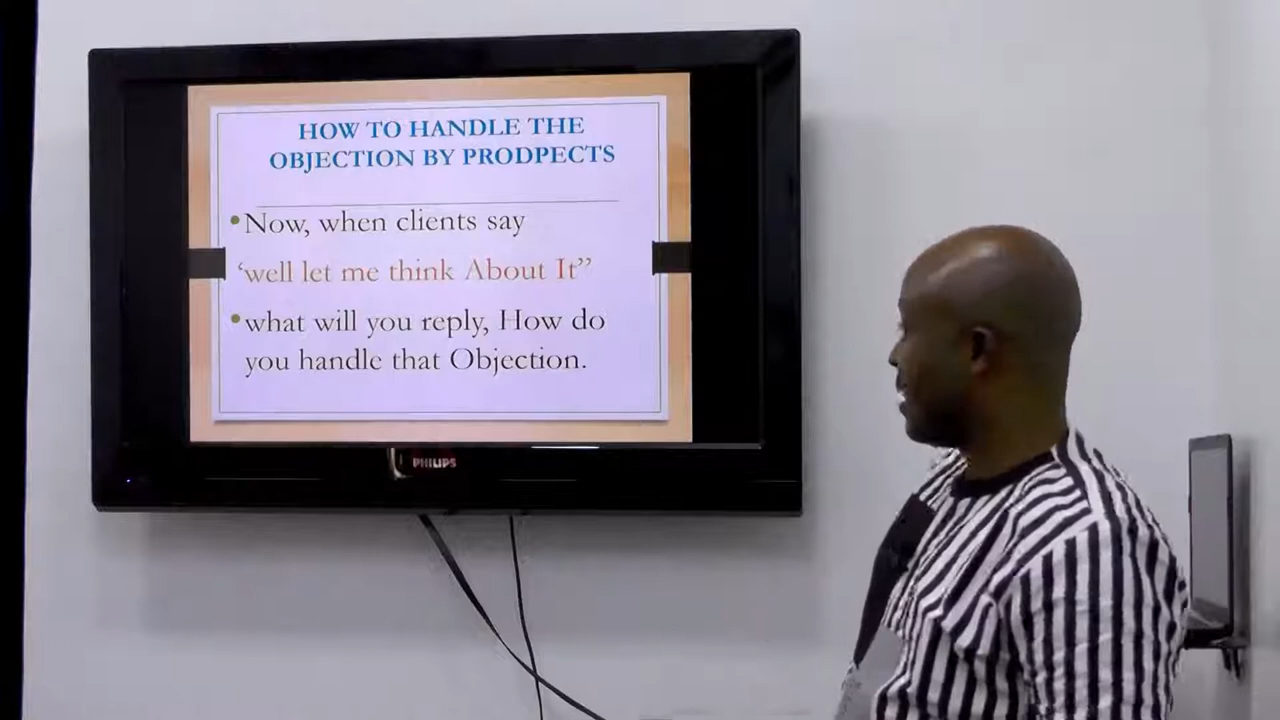 HOW TO HANDLE THE
OBJECTION BY PRODPECTS
•Now, when clients say
‘well let me think About It”
•what will you reply, How do
you handle that Objection.
PHILIPS